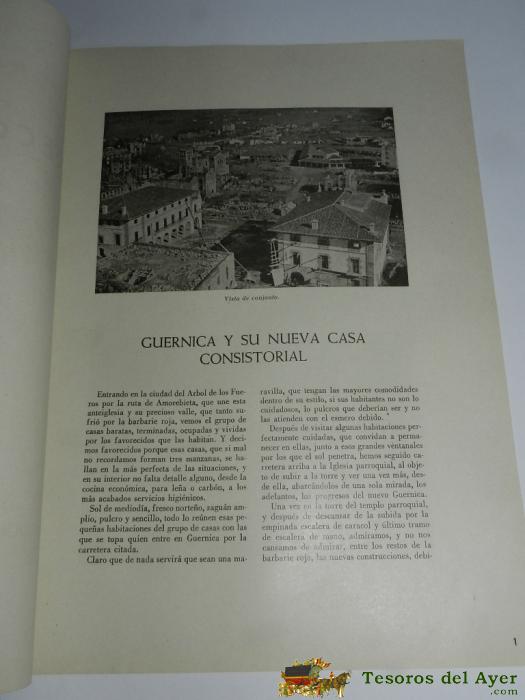 Vista de conjunto.
GUERNICA Y SU NUEVA CASA
CONSISTORIAL
Entrando en la ciudad del Arbol de los Fue-
ros por la ruta de Amorebieta, que une esta
anteiglesia y su precioso valle, que tanto su-
frió por la barbarie roja, vemos el grupo de
casas baratas, terminadas, ocupadas y vividas
por los favorecidos que las habitan. Y deci-
mos favorecidos porque esas casas, que si mal
no recordamos forman tres manzanas, se ha-
llan en la más perfecta de las situaciones, y
en su interior no falta detalle alguno, desde la
cocina económica, para leña o carbón, a los
más acabados servicios higiénicos.
Sol de mediodía, fresco norteño, zaguán am-
plio, pulcro y sencillo, todo lo reúnen esas pe-
queñas habitaciones del grupo de casas con las
que se topa quien entre en Guernica por la
carretera citada.
Claro que de nada servirá que sean una ma-
ravilla, que tengan las mayores comodidades
dentro de su estilo, si sus habitantes no son lo
cuidadosos, lo pulcros que deberían ser y no
las atienden con el esmero debido.
Después de visitar algunas habitaciones per-
fectamente cuidadas, que convidan a permane-
cer en ellas, junto a esos grandes ventanales
por los que el sol penetra, hemos seguido ca-
rretera arriba a la Iglesia parroquial, al obje-
to de subir a la torre y ver una vez más, des-
de ella, abarcándolos de una sola mirada, los
adelantos, los progresos del nuevo Guernica.
Una vez en la torre del templo parroquial,
y después de descansar de la subida por la
empinada escalera de caracol y último tramo
de escalera de mano, admiramos, y no nos
cansamos de admirar, entre los restos de la
barbarie roja, las nuevas construcciones, debi-
1
Tesoros del Ayer
.com